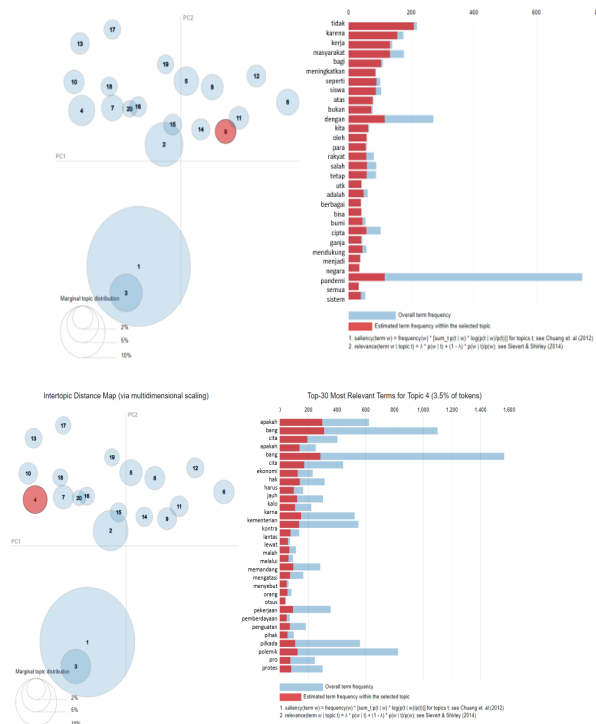 PC2
17
13
19
10
18
5
8
12
4
7
20
16
6
15
11
14
9
2
PC1
1
3
Marginal topic distribution
2%
5%
10%
0 200 400 600 800
tidak
karena
kerja
masyarakat
bagi
meningkatkan
seperti
siswa
atas
bukan
dengan
kita
oleh
para
rakyat
salah
tetap
utk
adalah
berbagai
bisa
bumi
cipta
ganja
mendukung
menjadi
negara
pandemi
semua
sistem
Overall term frequency
Estimated term frequency within the selected topic
1. saliency(term w) = frequency(w) * [sum_t p(t | w) * log(p(t | w)/p(t))] for topics t; see Chuang et. al (2012)
2. relevance(term w | topic t) = λ * p(w | t) + (1 - λ) * p(w | t)/p(w); see Sievert & Shirley (2014)
Intertopic Distance Map (via multidimensional scaling)
PC2
17
13
19
10
18
5
8
12
4
7
20
16
6
15
11
14
9
2
PC1
1
3
Marginal topic distribution
2%
5%
10%
Top-30 Most Relevant Terms for Topic 4 (3.5% of tokens)
0 200 400 600 800 1,000 1,200 1,400 1,600
apakah
bang
cita
apakah
bang
cita
ekonomi
hak
harus
jauh
kalo
karna
kementerian
kontra
lantas
lewat
malah
melalui
memandang
mengatasi
menyebut
orang
otsus
pekerjaan
pemberdayaan
penguatan
pihak
pilkada
polemik
pro
protes
Overall term frequency
Estimated term frequency within the selected topic
1. saliency(term w) = frequency(w) * [sum_t p(t | w) * log(p(t | w)/p(t))] for topics t; see Chuang et. al (2012)
2. relevance(term w | topic t) = λ * p(w | t) + (1 - λ) * p(w | t)/p(w); see Sievert & Shirley (2014)